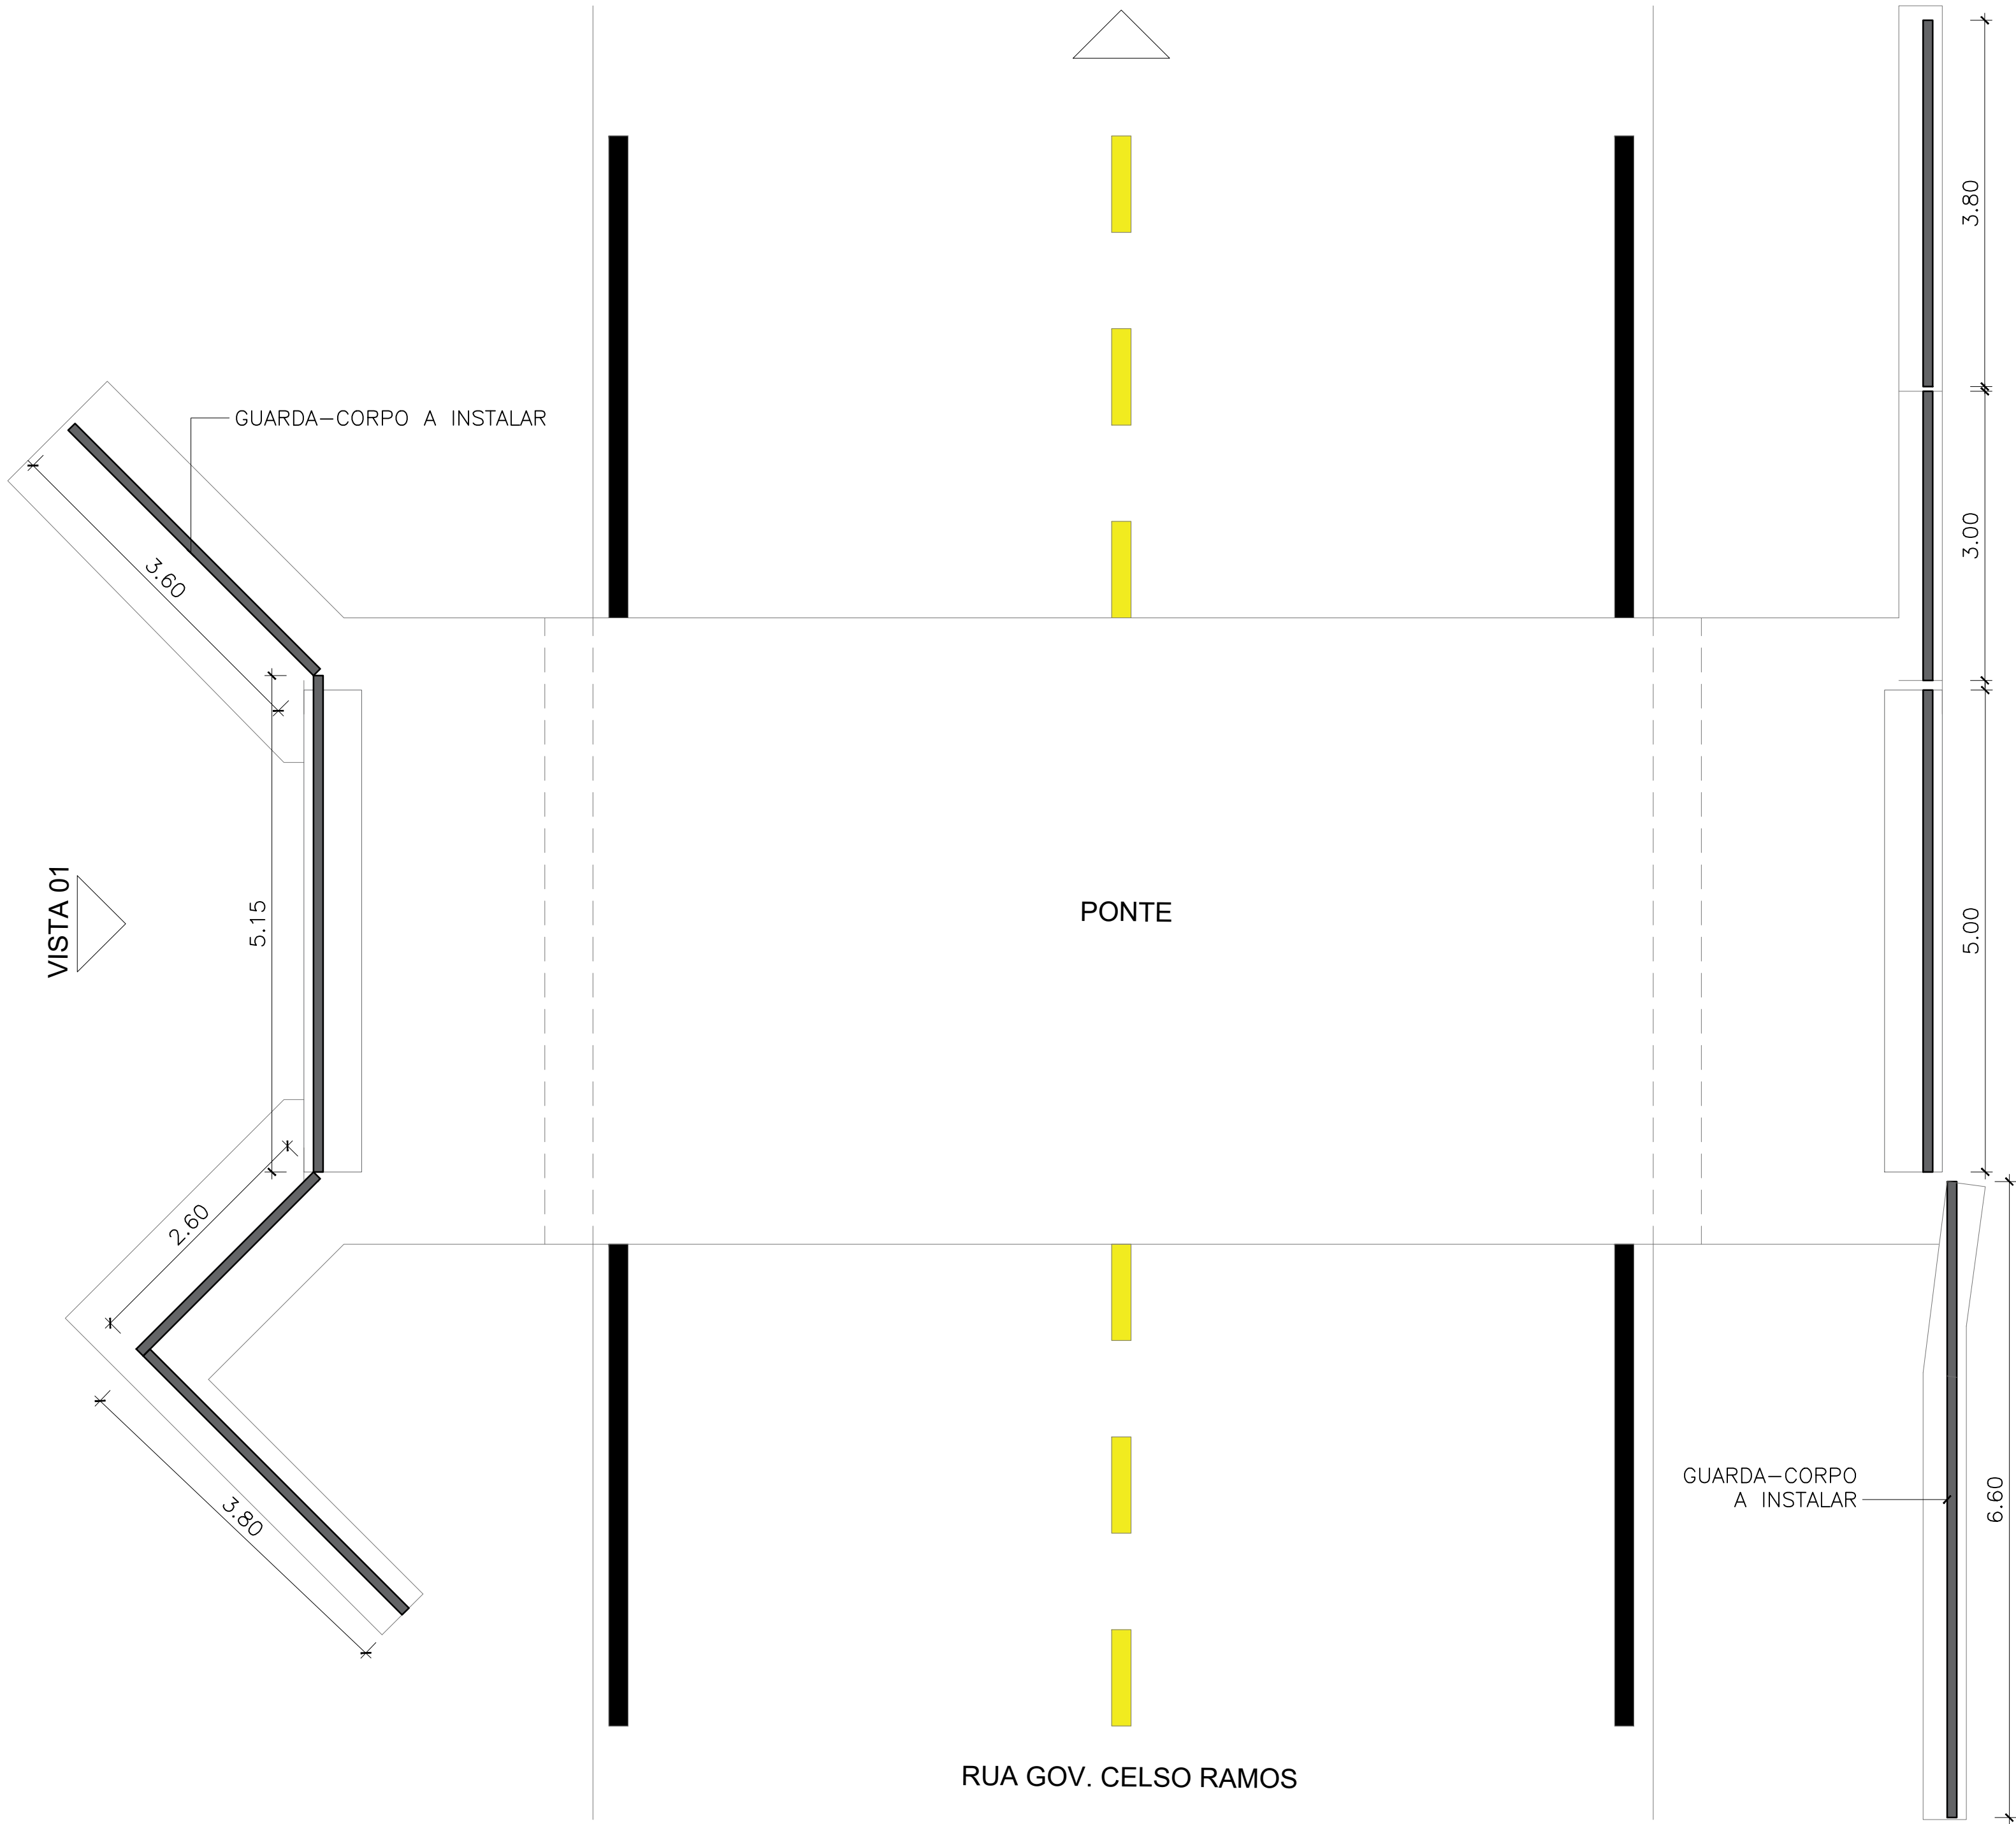 3.80
GUARDA-CORPO A INSTALAR
3.00
3.60
VISTA 01
5.15
PONTE
5.00
2.60
GUARDA-CORPO
A INSTALAR
3.80
6.60
RUA GOV. CELSO RAMOS